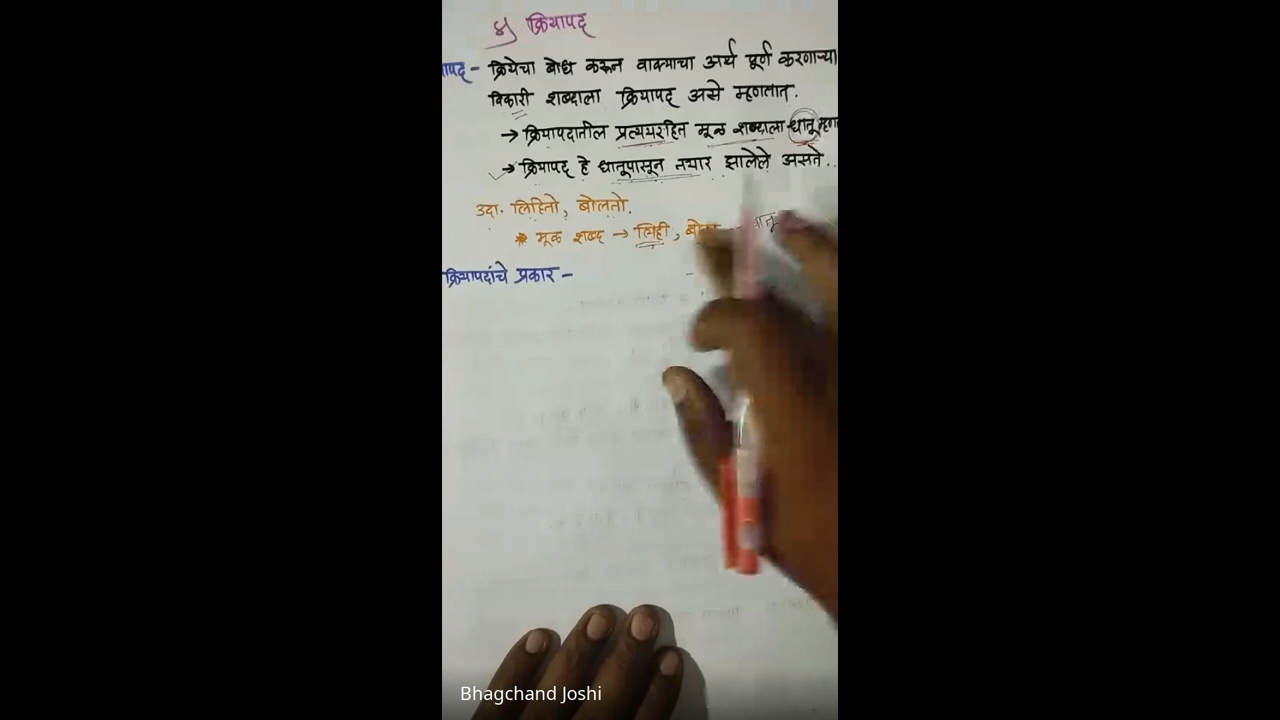 ४) क्रियापद
क्रियेचा बोध करून वाक्याचा अर्थ पूर्ण करणाऱ्या
विकारी शब्दाला क्रियापद असे म्हणतात.
→ क्रियापदातील प्रत्ययरहित मूळ शब्दाला धातू
→ क्रियापद हे धातूपासून तयार झालेले असते.
उदा. लिहितो, बोलतो.
* मूळ शब्द → लिही,
क्रियापदांचे प्रकार -
Bhagchand Joshi